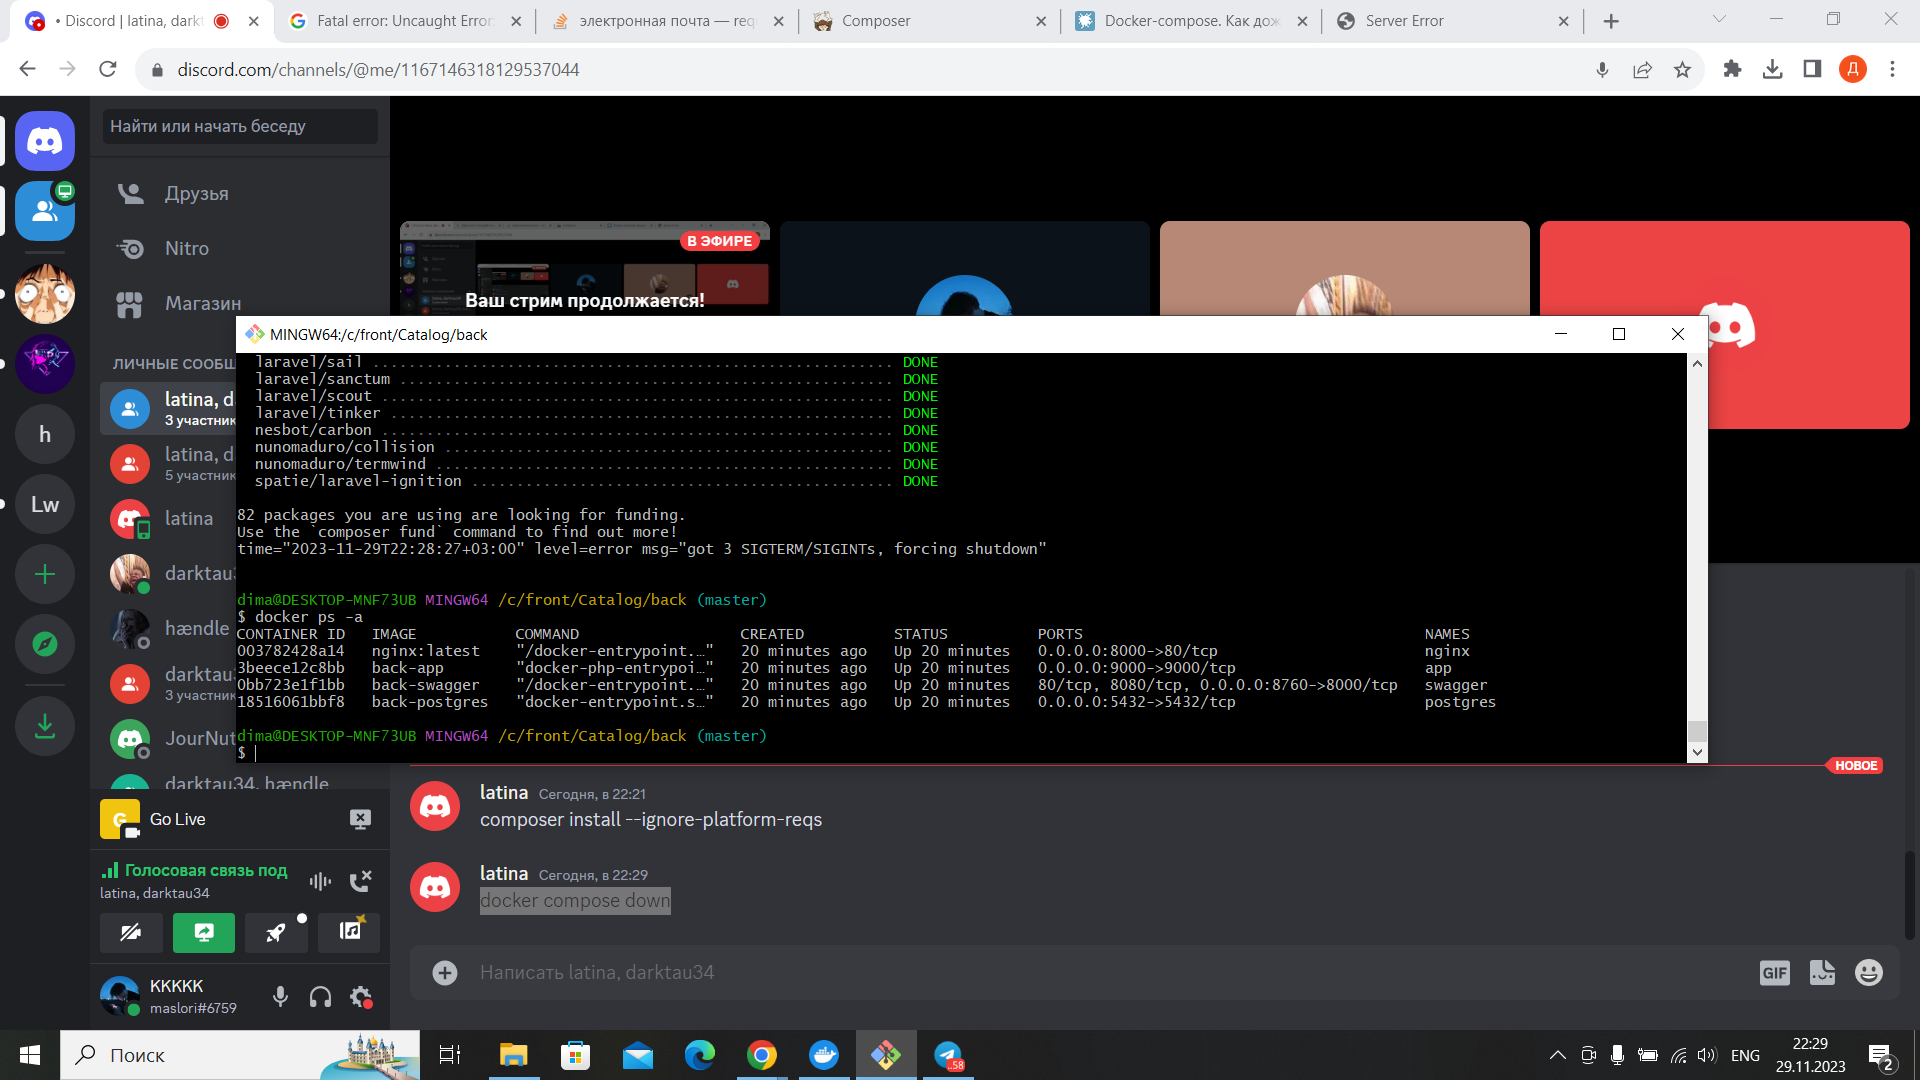 • Discord | latina, darkt
Fatal error: Uncaught Error:
электронная почта — req
Composer
Docker-compose. Как дож
Server Error
discord.com/channels/@me/1167146318129537044
Д
Найти или начать беседу
Друзья
Nitro
Магазин
ЛИЧНЫЕ СООБЩ
latina, d
3 участник
latina, d
5 участник
latina
darktau3
hændle
darktau
3 участник
JourNut
darktau34, hændle
h
Lw
В ЭФИРЕ
Ваш стрим продолжается!
MINGW64:/c/front/Catalog/back
laravel/sail .......................................................... DONE
laravel/sanctum ....................................................... DONE
laravel/scout ......................................................... DONE
laravel/tinker ........................................................ DONE
nesbot/carbon ......................................................... DONE
nunomaduro/collision .................................................. DONE
nunomaduro/termwind ................................................... DONE
spatie/laravel-ignition ............................................... DONE
82 packages you are using are looking for funding.
Use the `composer fund` command to find out more!
time="2023-11-29T22:28:27+03:00" level=error msg="got 3 SIGTERM/SIGINTs, forcing shutdown"
dima@DESKTOP-MNF73UB MINGW64 /c/front/Catalog/back (master)
$ docker ps -a
CONTAINER ID IMAGE COMMAND CREATED STATUS PORTS NAMES
003782428a14 nginx:latest "/docker-entrypoint.…" 20 minutes ago Up 20 minutes 0.0.0.0:8000->80/tcp nginx
3beece12c8bb back-app "docker-php-entrypoi…" 20 minutes ago Up 20 minutes 0.0.0.0:9000->9000/tcp app
0bb723e1f1bb back-swagger "/docker-entrypoint.…" 20 minutes ago Up 20 minutes 80/tcp, 8080/tcp, 0.0.0.0:8760->8000/tcp swagger
18516061bbf8 back-postgres "docker-entrypoint.s…" 20 minutes ago Up 20 minutes 0.0.0.0:5432->5432/tcp postgres
dima@DESKTOP-MNF73UB MINGW64 /c/front/Catalog/back (master)
$
НОВОЕ
latina Сегодня, в 22:21
composer install --ignore-platform-reqs
latina Сегодня, в 22:29
docker compose down
Написать latina, darktau34
GIF
G
Go Live
Голосовая связь под
latina, darktau34
KKKKK
maslori#6759
Поиск
..58
ENG
22:29
29.11.2023
2